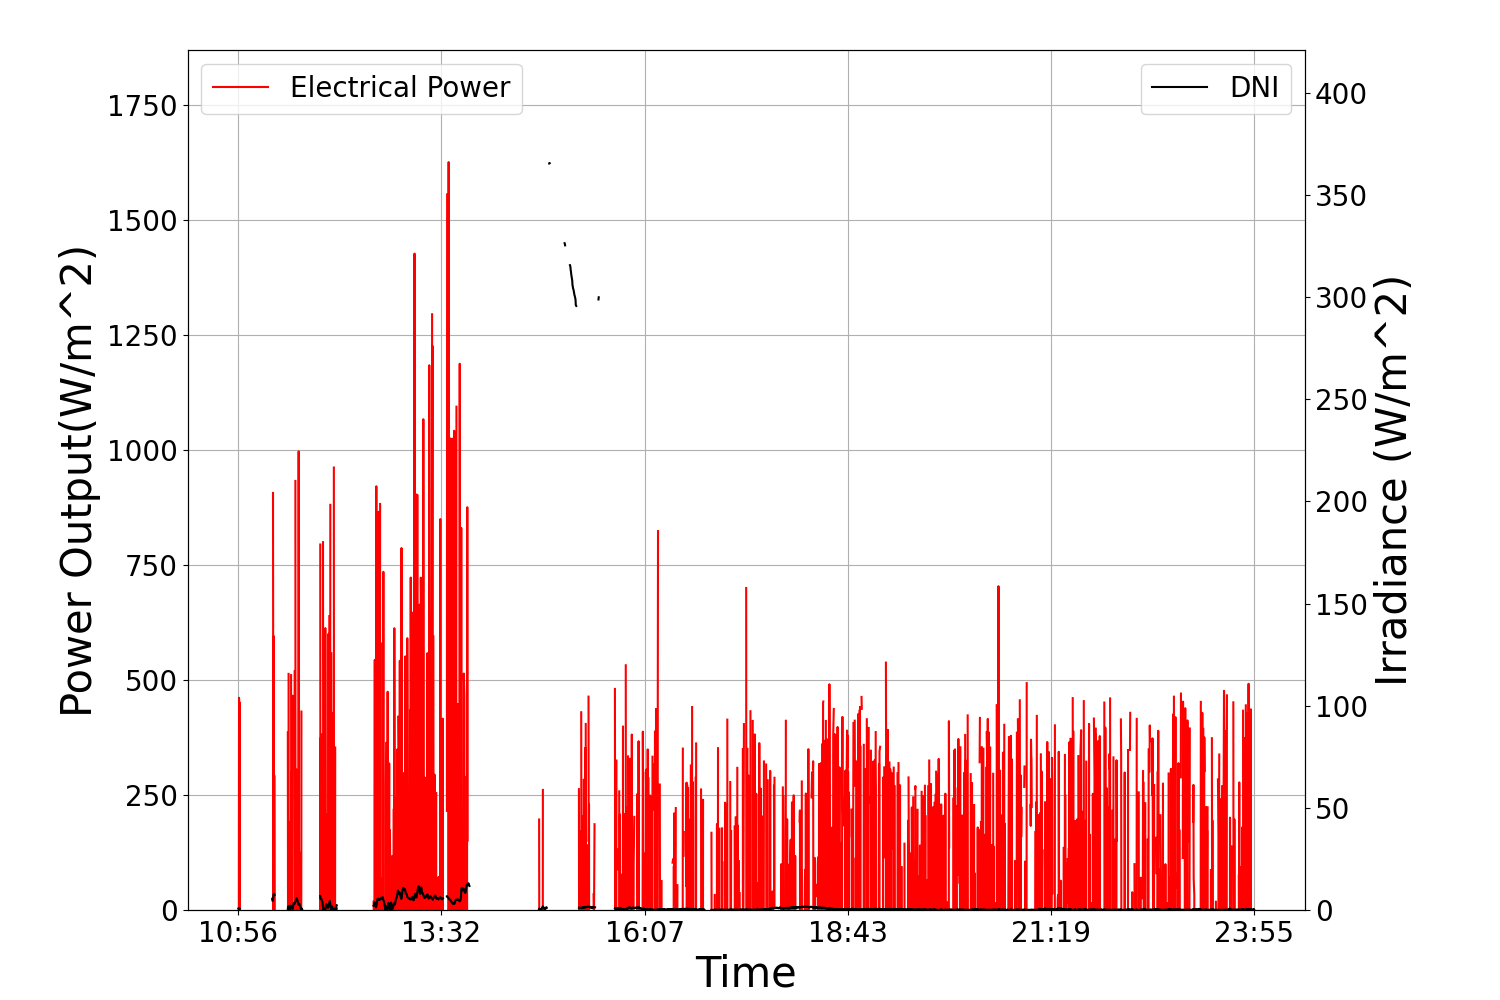 Electrical Power
DNI
1750
1500
1250
1000
750
500
250
0
Power Output(W/m^2)
400
350
300
250
200
150
100
50
0
Irradiance (W/m^2)
10:56 13:32 16:07 18:43 21:19 23:55
Time